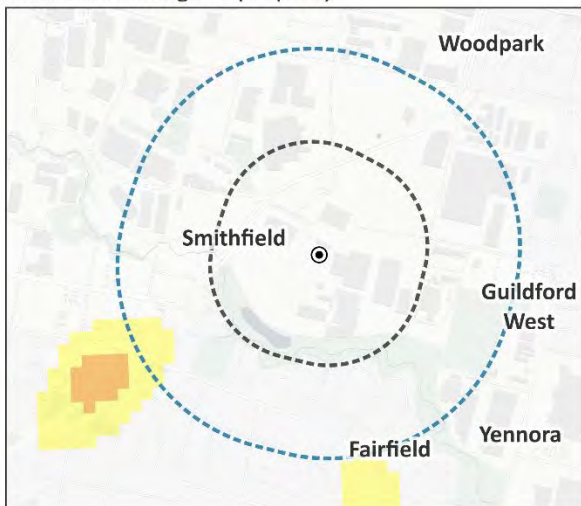 Woodpark
Smithfield
Guildford
West
Yennora
Fairfield